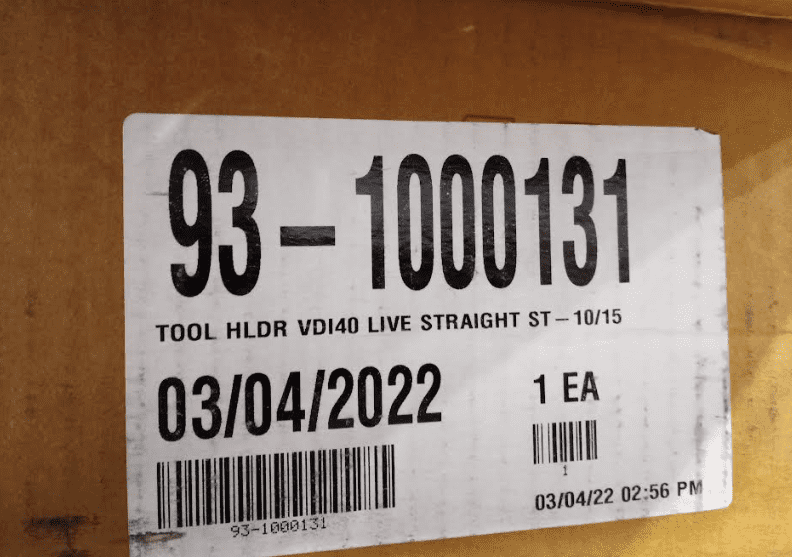 93-1000131
TOOL HLDR VDI40 LIVE STRAIGHT ST-10/15
03/04/2022 1 EA
1
03/04/22 02:56 PM
93-1000131